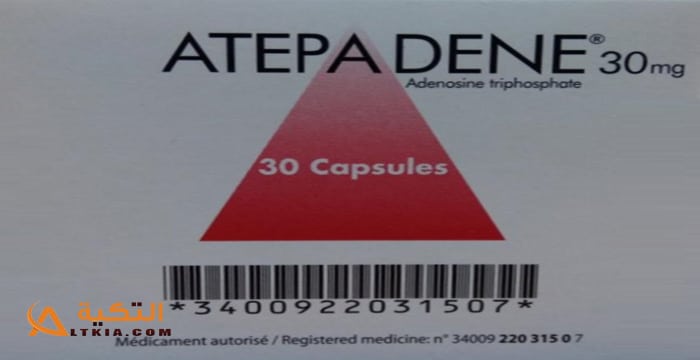 ATEPADENE® 30mg
Adenosine triphosphate
30 Capsules
*3400922031507*
التكية
ALTKIA.COM
Médicament autorisé / Registered medicine: n° 34009 220 315 0 7